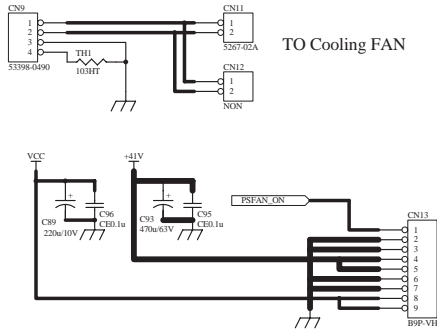 CN9
1
2
3
4
53398-0490
TH1
103HT
CN11
1
2
5267-02A
TO Cooling FAN
CN12
1
2
NON
VCC
+
C89
220u/10V
C96
CE0.1u
+41V
+
C93
470u/63V
C95
CE0.1u
PSFAN_ON
CN13
1
2
3
4
5
6
7
8
9
B9P-VH